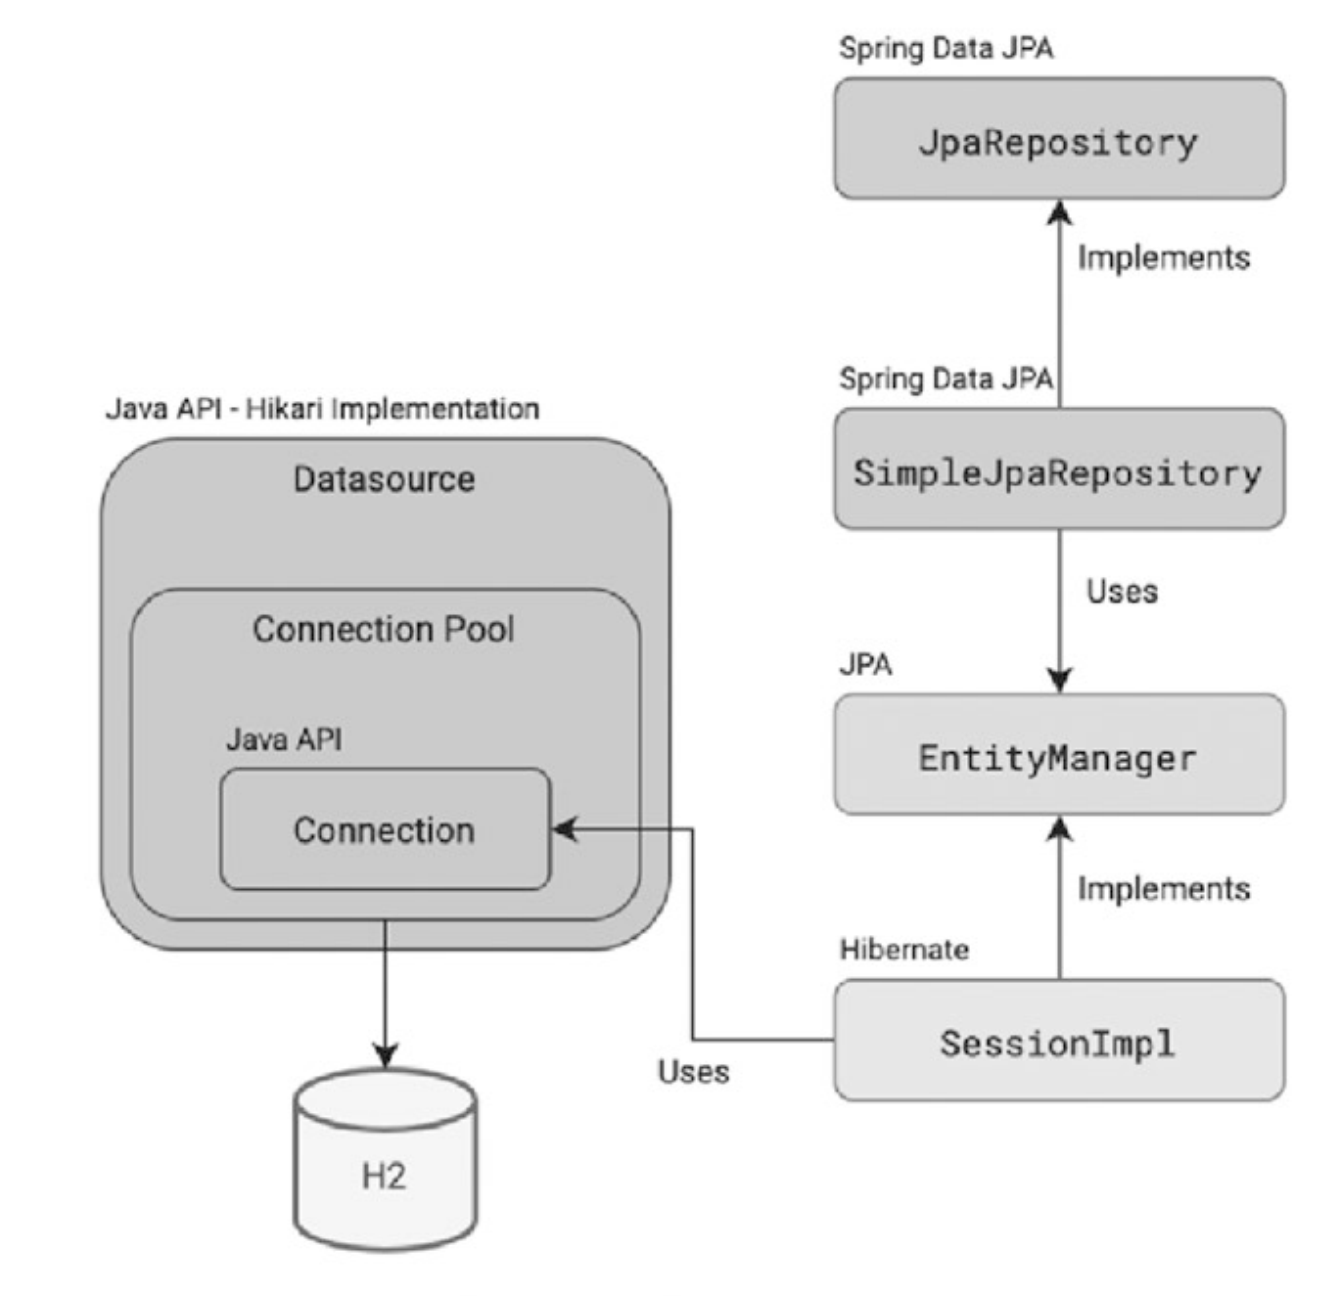 Spring Data JPA
JpaRepository
Implements
Spring Data JPA
SimpleJpaRepository
Uses
JPA
EntityManager
Implements
Hibernate
SessionImpl
Uses
Java API - Hikari Implementation
Datasource
Connection Pool
Java API
Connection
H2